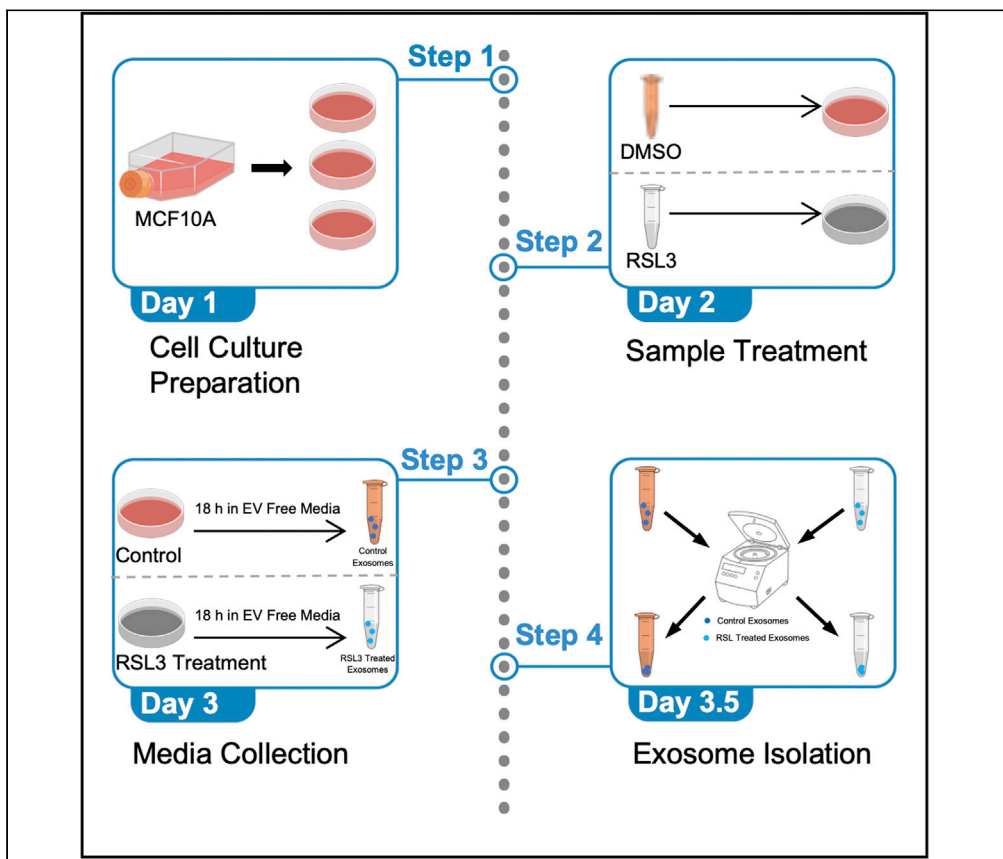 Step 1
MCF10A
Day 1
Cell Culture
Preparation
DMSO
RSL3
Step 2
Day 2
Sample Treatment
Step 3
18 h in EV Free Media
Control
Control
Exosomes
18 h in EV Free Media
RSL3 Treatment
RSL3 Treated
Exosomes
Day 3
Media Collection
Control Exosomes
RSL Treated Exosomes
Step 4
Day 3.5
Exosome Isolation